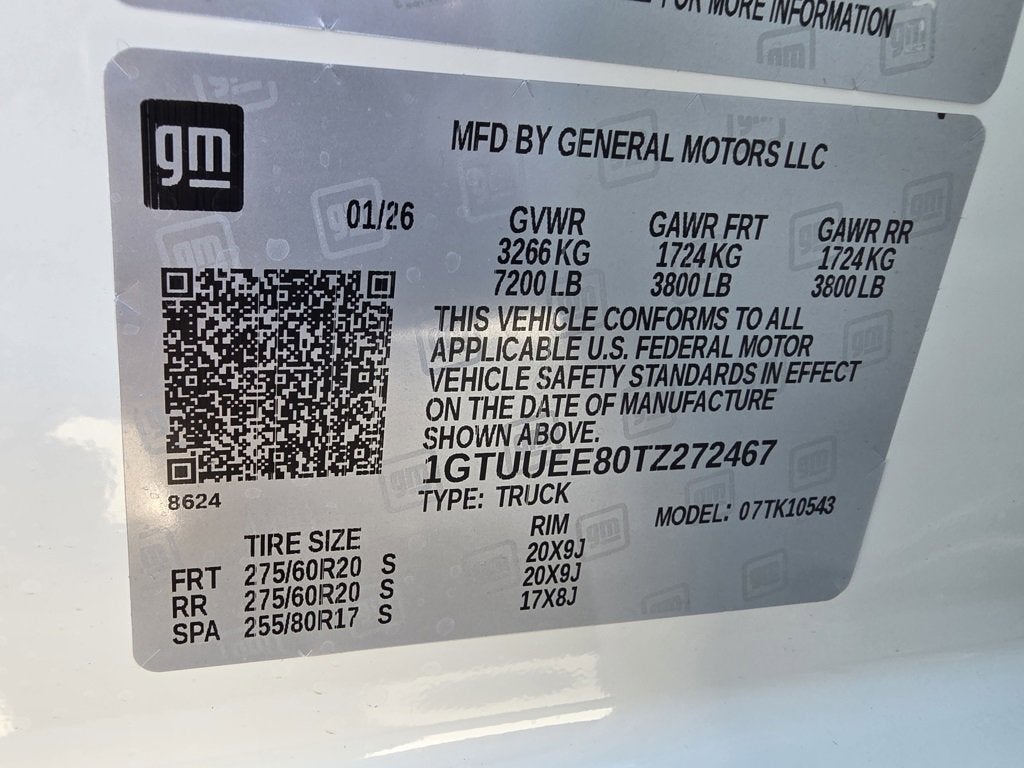 FOR MORE INFORMATION
gm
MFD BY GENERAL MOTORS LLC
01/26
GVWR GAWR FRT GAWR RR
3266 KG 1724 KG 1724 KG
7200 LB 3800 LB 3800 LB
THIS VEHICLE CONFORMS TO ALL
APPLICABLE U.S. FEDERAL MOTOR
VEHICLE SAFETY STANDARDS IN EFFECT
ON THE DATE OF MANUFACTURE
SHOWN ABOVE.
1GTUUEE80TZ272467
8624
TYPE: TRUCK MODEL: 07TK10543
TIRE SIZE RIM
FRT 275/60R20 S 20X9J
RR 275/60R20 S 20X9J
SPA 255/80R17 S 17X8J